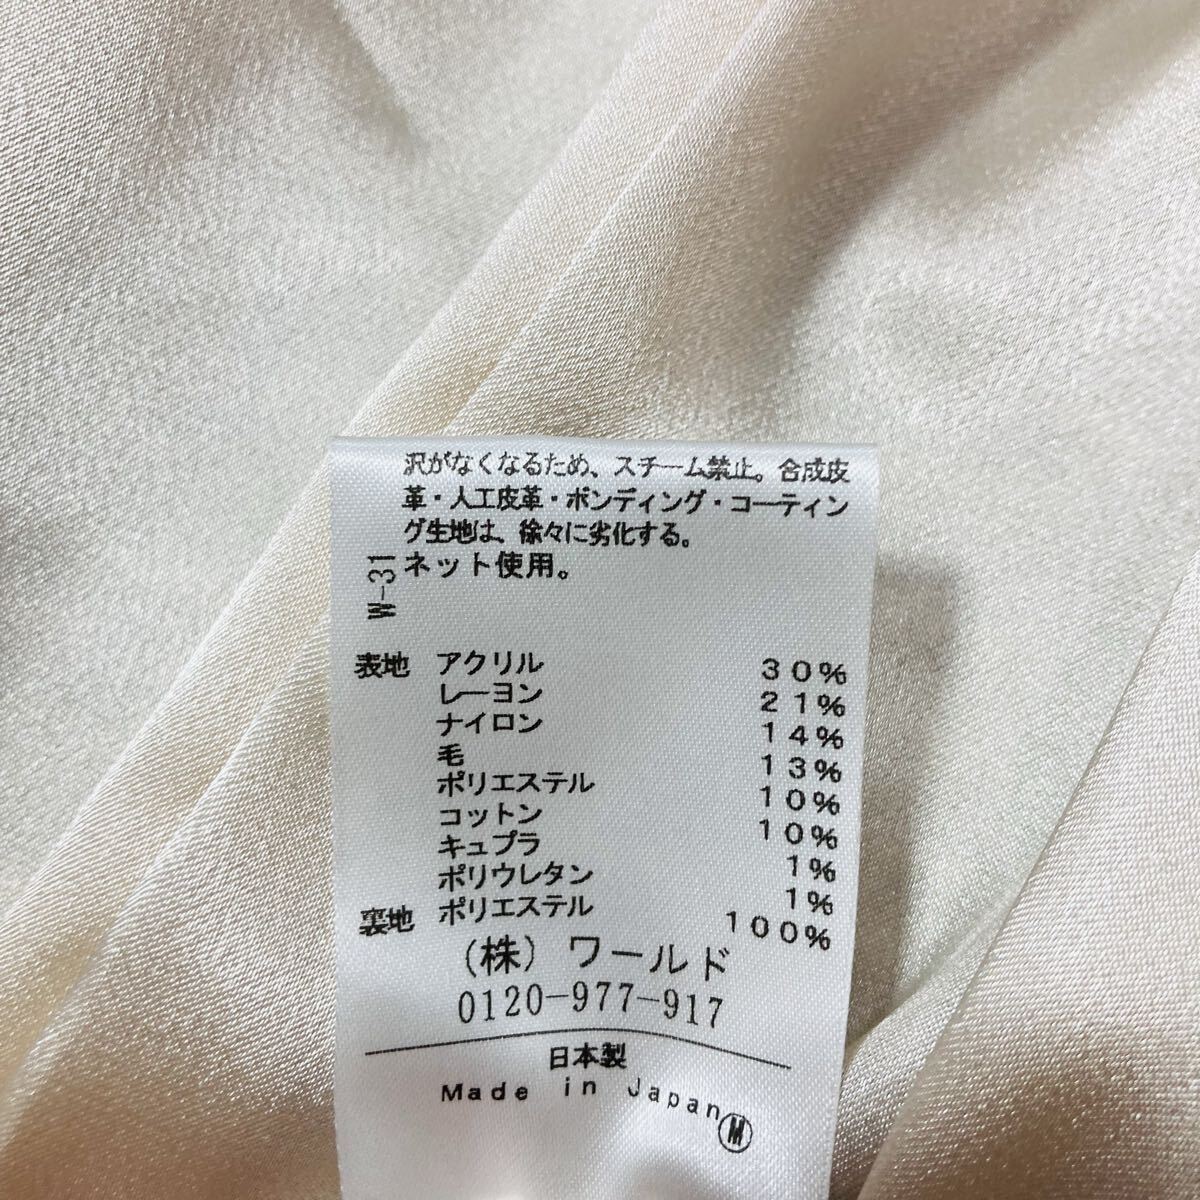 沢がなくなるため、スチーム禁止。合成皮
革・人工皮革・ボンディング・コーティン
グ生地は、徐々に劣化する。
ネット使用。
W-31
表地 アクリル 30%
レーヨン 21%
ナイロン 14%
毛 13%
ポリエステル 10%
コットン 10%
キュプラ 1%
ポリウレタン 1%
裏地 ポリエステル 100%
(株) ワールド
0120-977-917
日本製
Made in Japan
M